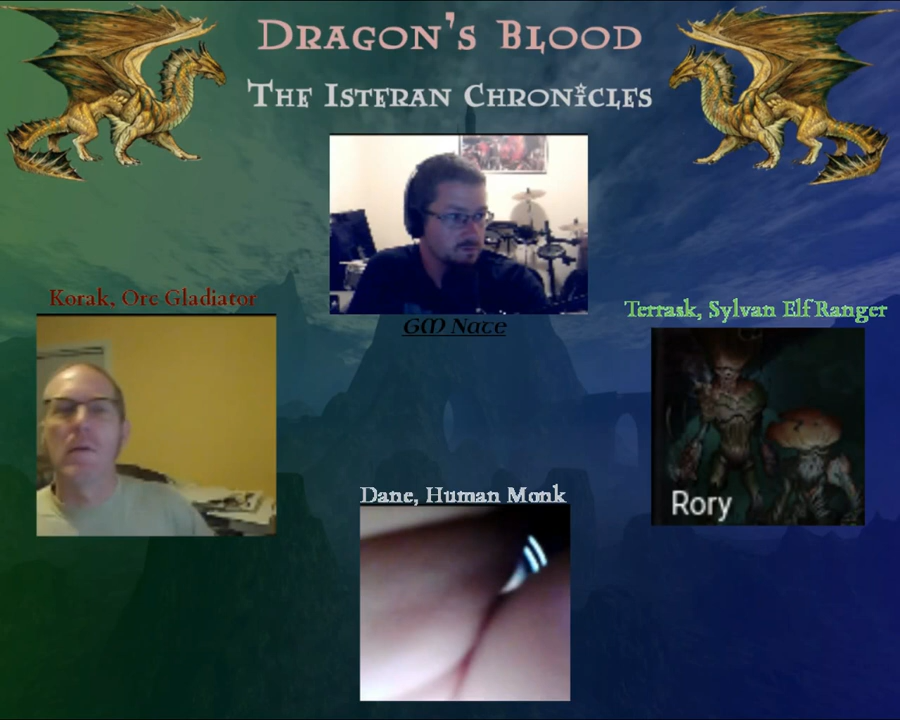 Dragon's Blood
The Isteran Chronicles
GM Nate
Korak, Orc Gladiator
Terrask, Sylvan Elf Ranger
Rory
Dane, Human Monk